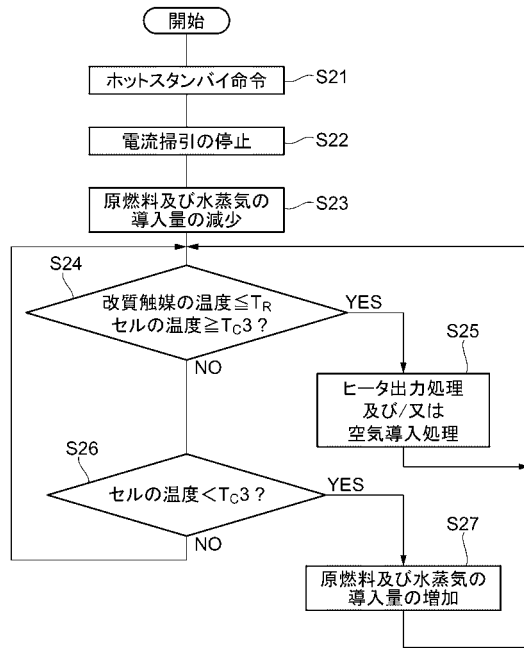 開始
ホットスタンバイ命令
S21
電流掃引の停止
S22
原燃料及び水蒸気の
導入量の減少
S23
S24
改質触媒の温度≦TR
セルの温度≧TC3?
YES
NO
S25
ヒータ出力処理
及び/又は
空気導入処理
S26
セルの温度<TC3?
YES
NO
S27
原燃料及び水蒸気の
導入量の増加